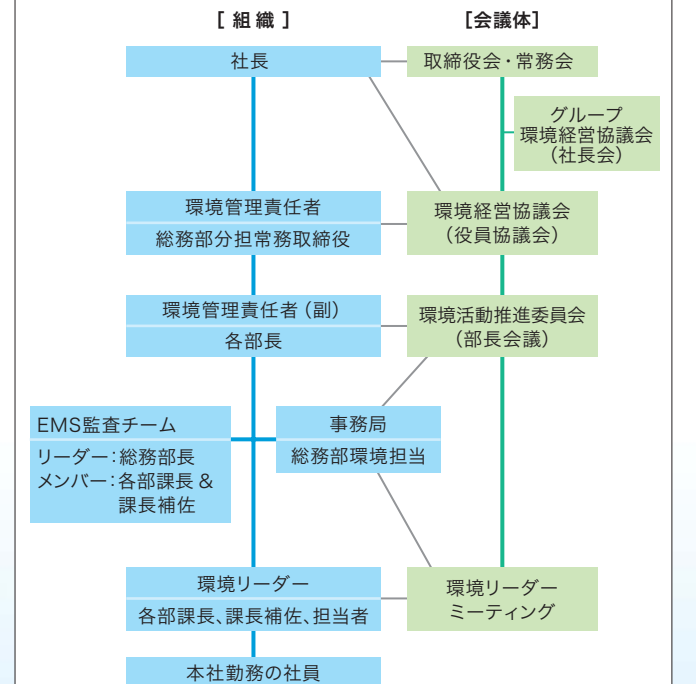 [ 組 織 ]
[会議体]
社長
取締役会・常務会
グループ
環境経営協議会
(社長会)
環境管理責任者
総務部分担常務取締役
環境経営協議会
(役員協議会)
環境管理責任者(副)
各部長
環境活動推進委員会
(部長会議)
EMS監査チーム
リーダー:総務部長
メンバー:各部課長 &
課長補佐
事務局
総務部環境担当
環境リーダー
各部課長、課長補佐、担当者
環境リーダー
ミーティング
本社勤務の社員